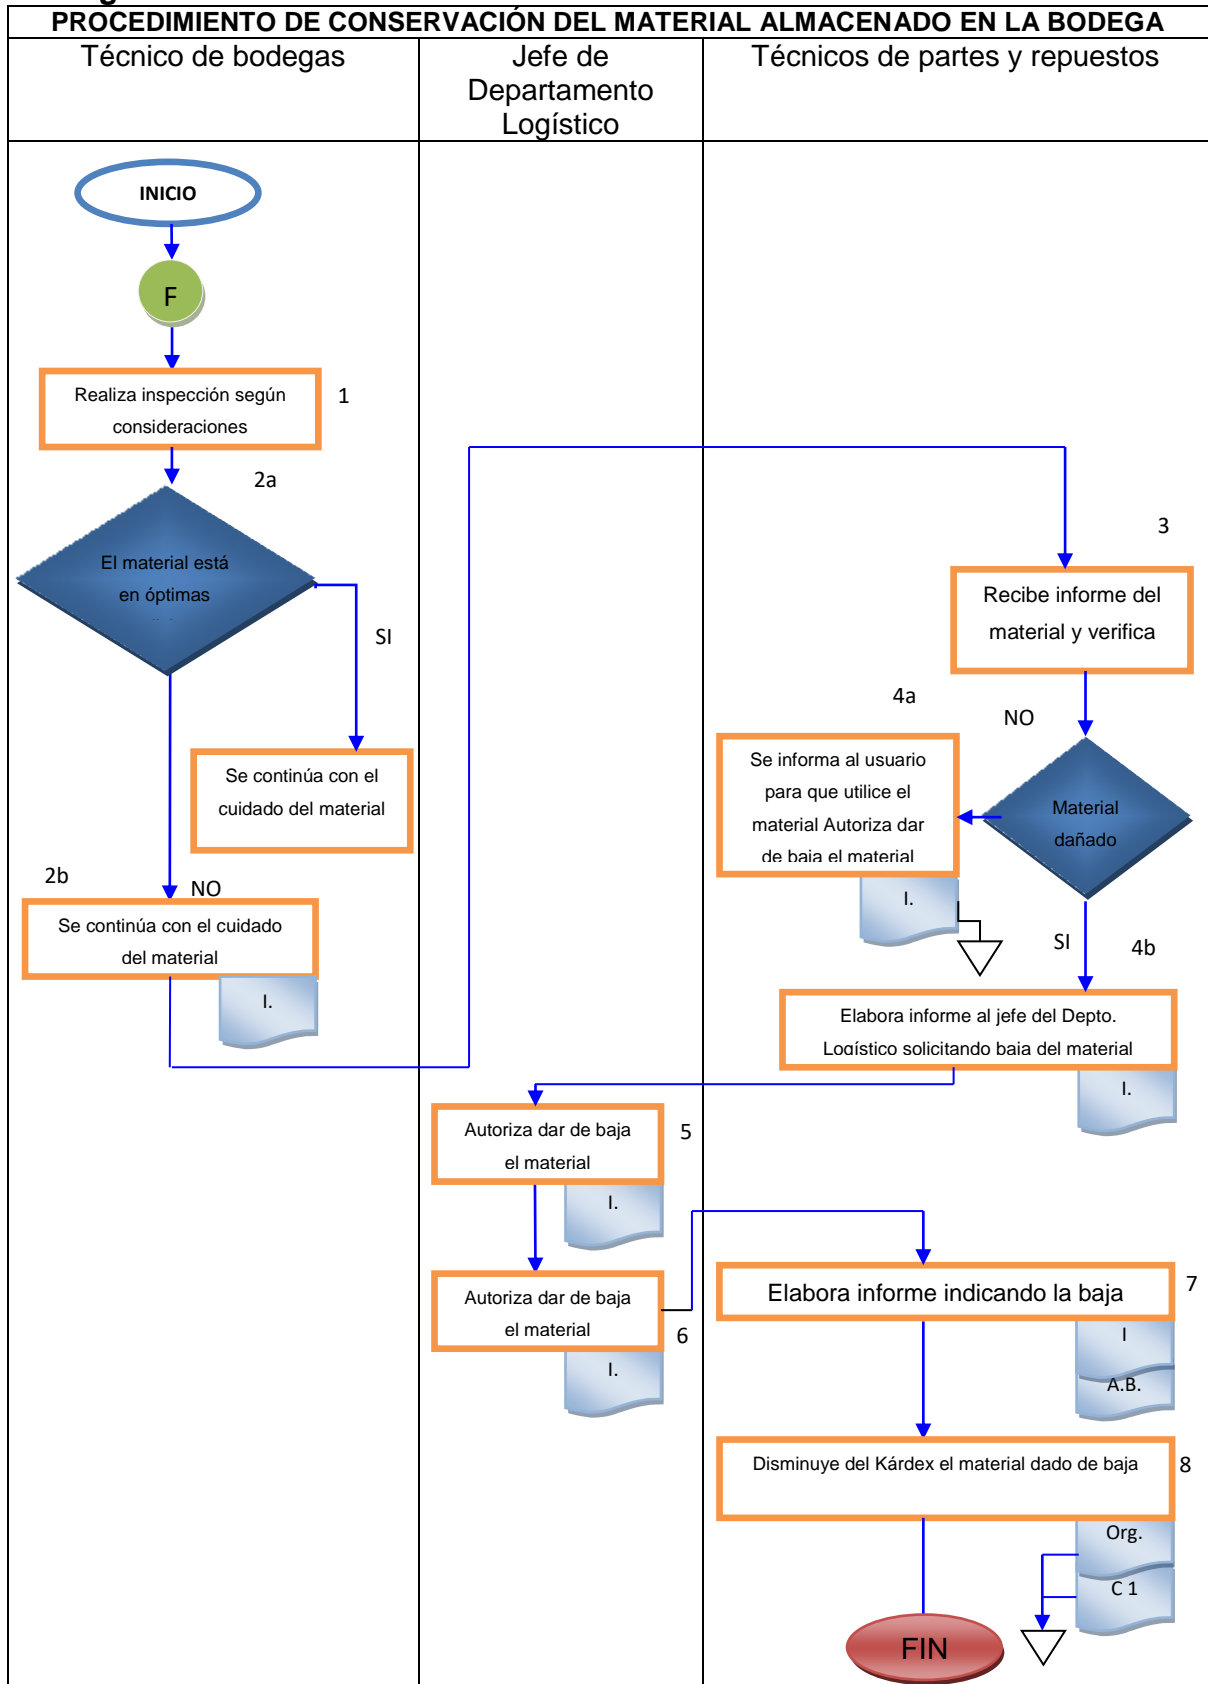 PROCEDIMIENTO DE CONSERVACIÓN DEL MATERIAL ALMACENADO EN LA BODEGA
Técnico de bodegas
Jefe de
Departamento
Logístico
Técnicos de partes y repuestos
INICIO
F
Realiza inspección según
consideraciones
1
2a
El material está
en óptimas
SI
Se continúa con el
cuidado del material
2b
NO
Se continúa con el cuidado
del material
I.
3
Recibe informe del
material y verifica
4a
NO
Se informa al usuario
para que utilice el
material Autoriza dar
de baja el material
I.
Material
dañado
SI
4b
Elabora informe al jefe del Depto.
Logístico solicitando baja del material
I.
Autoriza dar de baja
el material
5
I.
Autoriza dar de baja
el material
6
I.
Elabora informe indicando la baja
7
I
A.B.
Disminuye del Kárdex el material dado de baja
8
Org.
C 1
FIN